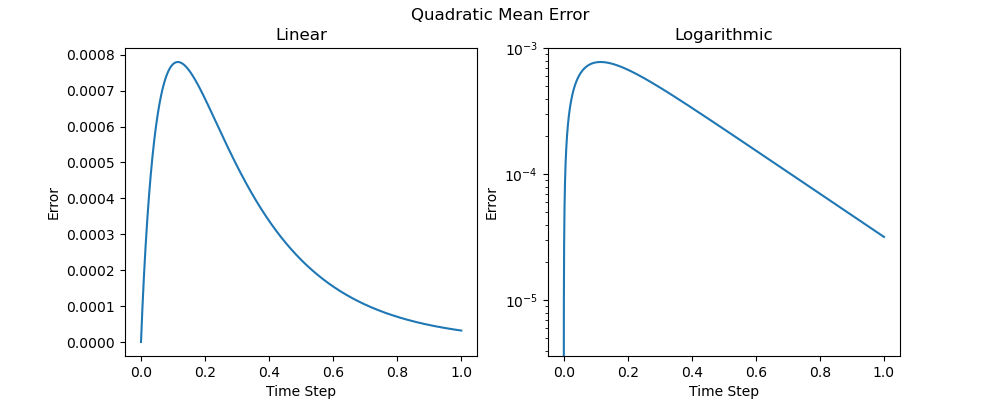 Quadratic Mean Error
Linear
Error
0.0008
0.0007
0.0006
0.0005
0.0004
0.0003
0.0002
0.0001
0.0000
0.0 0.2 0.4 0.6 0.8 1.0
Time Step
Logarithmic
Error
10⁻³
10⁻⁴
10⁻⁵
0.0 0.2 0.4 0.6 0.8 1.0
Time Step